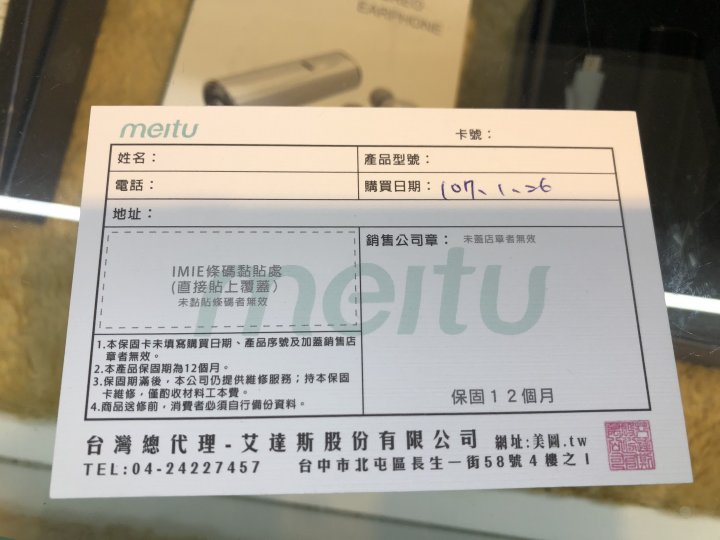 EARPHONE
meitu
卡號：
姓名：
產品型號：
電話：
購買日期：107、1、26
地址：
銷售公司章： 未蓋店章者無效
IMIE條碼黏貼處
(直接貼上覆蓋)
未黏貼條碼者無效
meitu
1.本保固卡未填寫購買日期、產品序號及加蓋銷售店
章者無效。
2.本產品保固期為12個月。
3.保固期滿後，本公司仍提供維修服務；持本保固
卡維修，僅酌收材料工本費。
4.商品送修前，消費者必須自行備份資料。
保固12個月
台灣總代理-艾達斯股份有限公司 網址:美圖.tw
TEL:04-24227457 台中市北屯區長生一街58號4樓之1